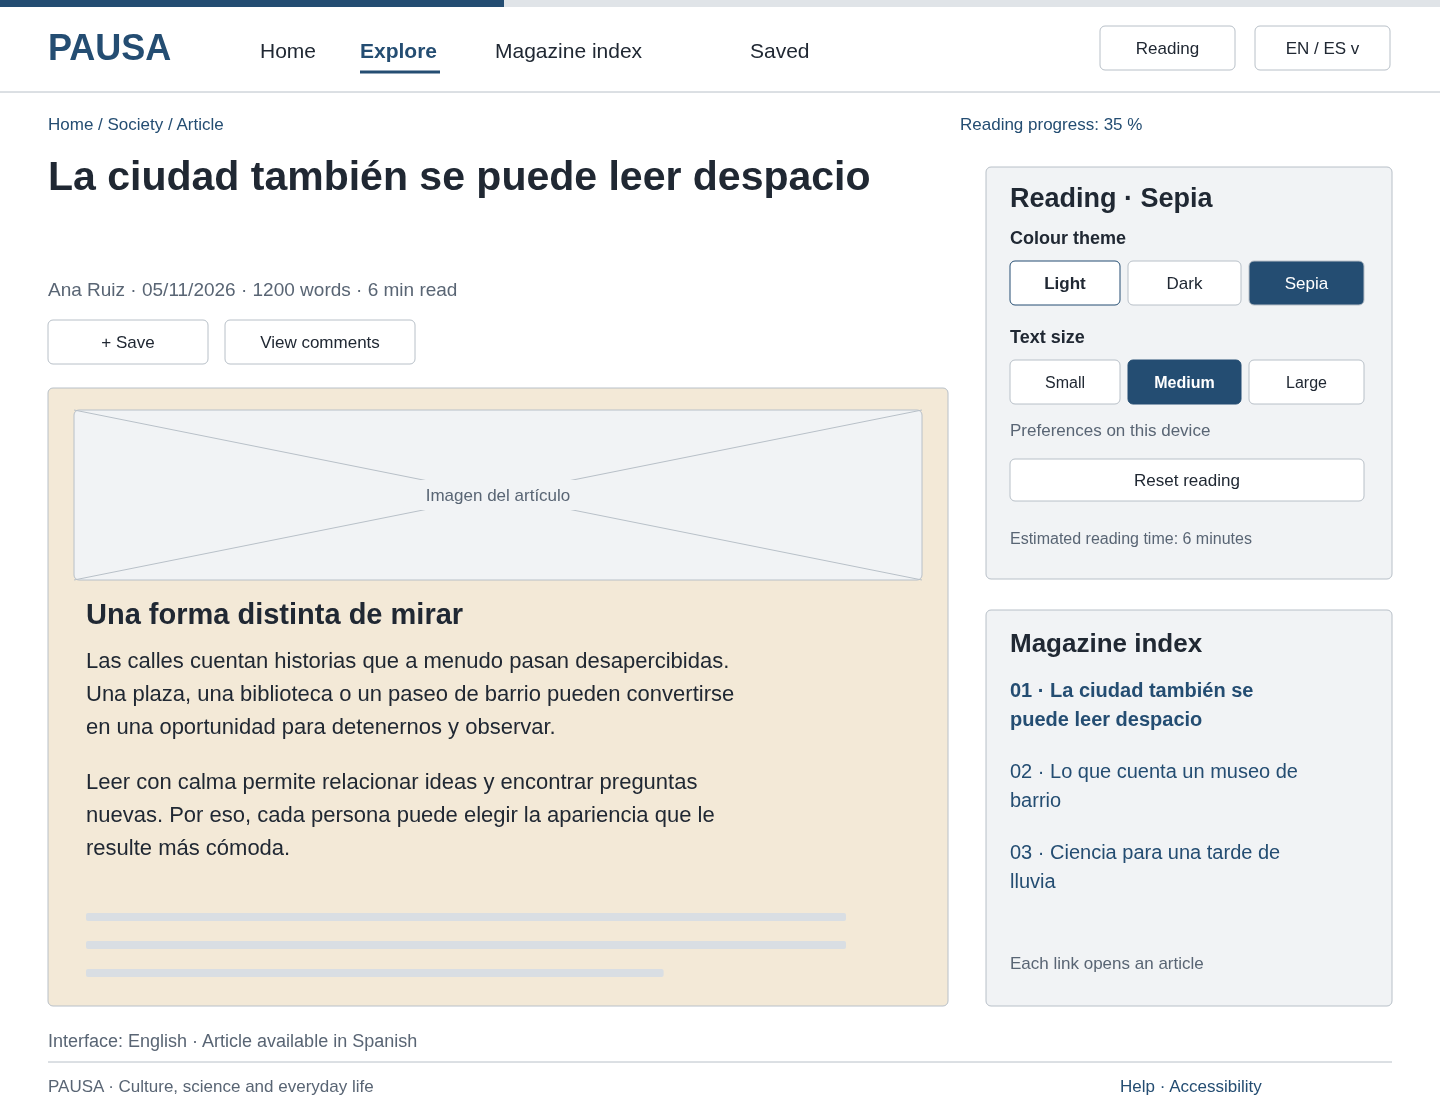 PAUSA
Home
Explore
Magazine index
Saved
Reading
EN / ES v
Home / Society / Article
Reading progress: 35 %
La ciudad también se puede leer despacio
Ana Ruiz · 05/11/2026 · 1200 words · 6 min read
+ Save
View comments
Imagen del artículo
Una forma distinta de mirar
Las calles cuentan historias que a menudo pasan desapercibidas.
Una plaza, una biblioteca o un paseo de barrio pueden convertirse
en una oportunidad para detenernos y observar.
Leer con calma permite relacionar ideas y encontrar preguntas
nuevas. Por eso, cada persona puede elegir la apariencia que le
resulte más cómoda.
Reading · Sepia
Colour theme
Light
Dark
Sepia
Text size
Small
Medium
Large
Preferences on this device
Reset reading
Estimated reading time: 6 minutes
Magazine index
01 · La ciudad también se
puede leer despacio
02 · Lo que cuenta un museo de
barrio
03 · Ciencia para una tarde de
lluvia
Each link opens an article
Interface: English · Article available in Spanish
PAUSA · Culture, science and everyday life
Help · Accessibility